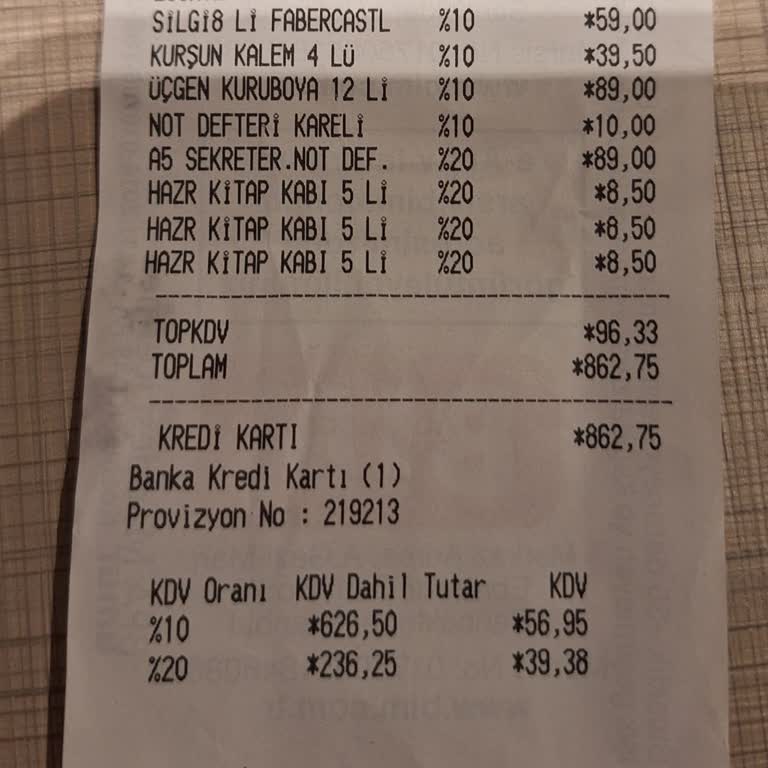 SİLGİ8 Lİ FABERCASTL %10 *59,00
KURŞUN KALEM 4 LÜ %10 *39,50
ÜÇGEN KURUBOYA 12 Lİ %10 *89,00
NOT DEFTERİ KARELİ %10 *10,00
A5 SEKRETER.NOT DEF. %20 *89,00
HAZR KİTAP KABI 5 Lİ %20 *8,50
HAZR KİTAP KABI 5 Lİ %20 *8,50
HAZR KİTAP KABI 5 Lİ %20 *8,50
TOPKDV *96,33
TOPLAM *862,75
KREDİ KARTI *862,75
Banka Kredi Kartı (1)
Provizyon No : 219213
KDV Oranı KDV Dahil Tutar KDV
%10 *626,50 *56,95
%20 *236,25 *39,38
www.bim.com.tr